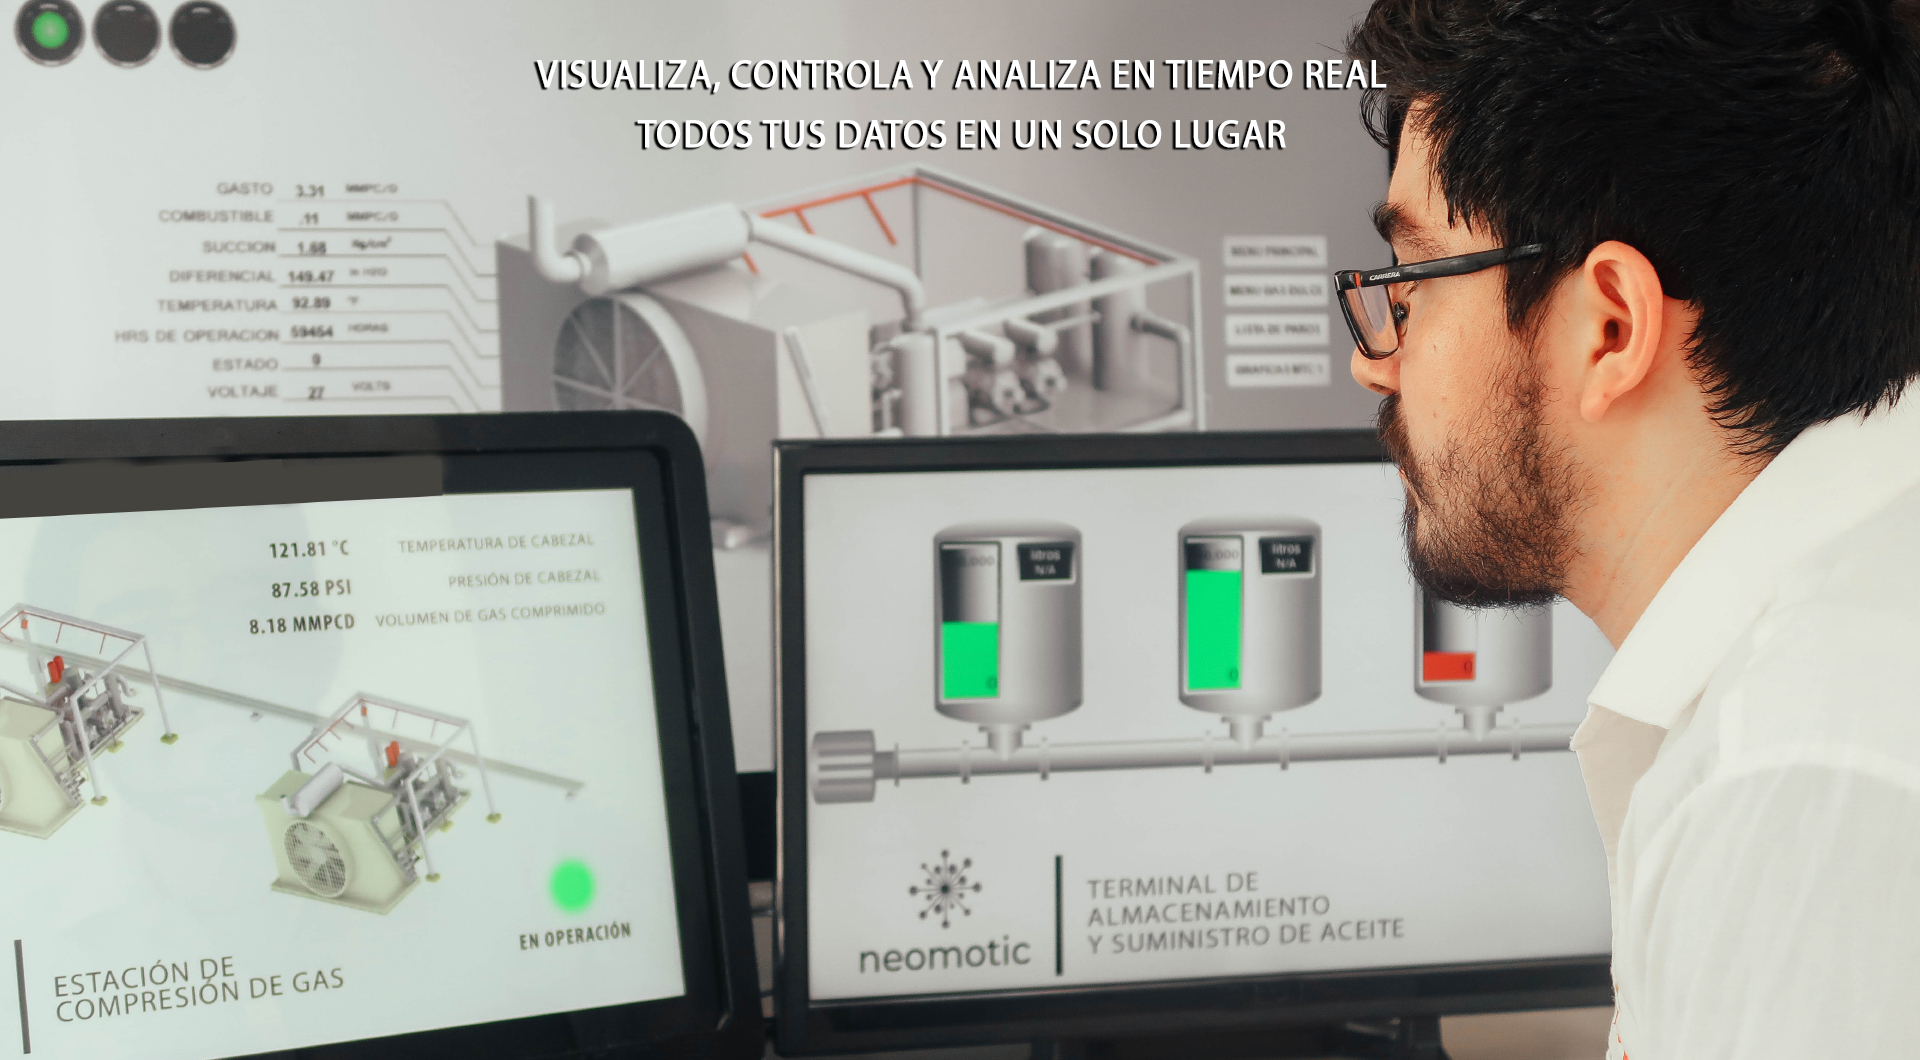 VISUALIZA, CONTROLA Y ANALIZA EN TIEMPO REAL
TODOS TUS DATOS EN UN SOLO LUGAR
GASTO 3.31 MMPC/D
COMBUSTIBLE .11 MMPC/D
SUCCION 1.68 Kg/cm²
DIFERENCIAL 149.47 In H2O
TEMPERATURA 92.89 °F
HRS DE OPERACION 59454 HORAS
ESTADO 0
VOLTAJE 27 VOLTS
MENU PRINCIPAL
MENU GAS DULCE
LISTA DE PAROS
GRAFICAS MTC 1
CARRERA
121.81 °C TEMPERATURA DE CABEZAL
87.58 PSI PRESIÓN DE CABEZAL
8.18 MMPCD VOLUMEN DE GAS COMPRIMIDO
EN OPERACIÓN
ESTACIÓN DE
COMPRESIÓN DE GAS
litros
N/A
0
litros
N/A
0
0
neomotic
TERMINAL DE
ALMACENAMIENTO
Y SUMINISTRO DE ACEITE